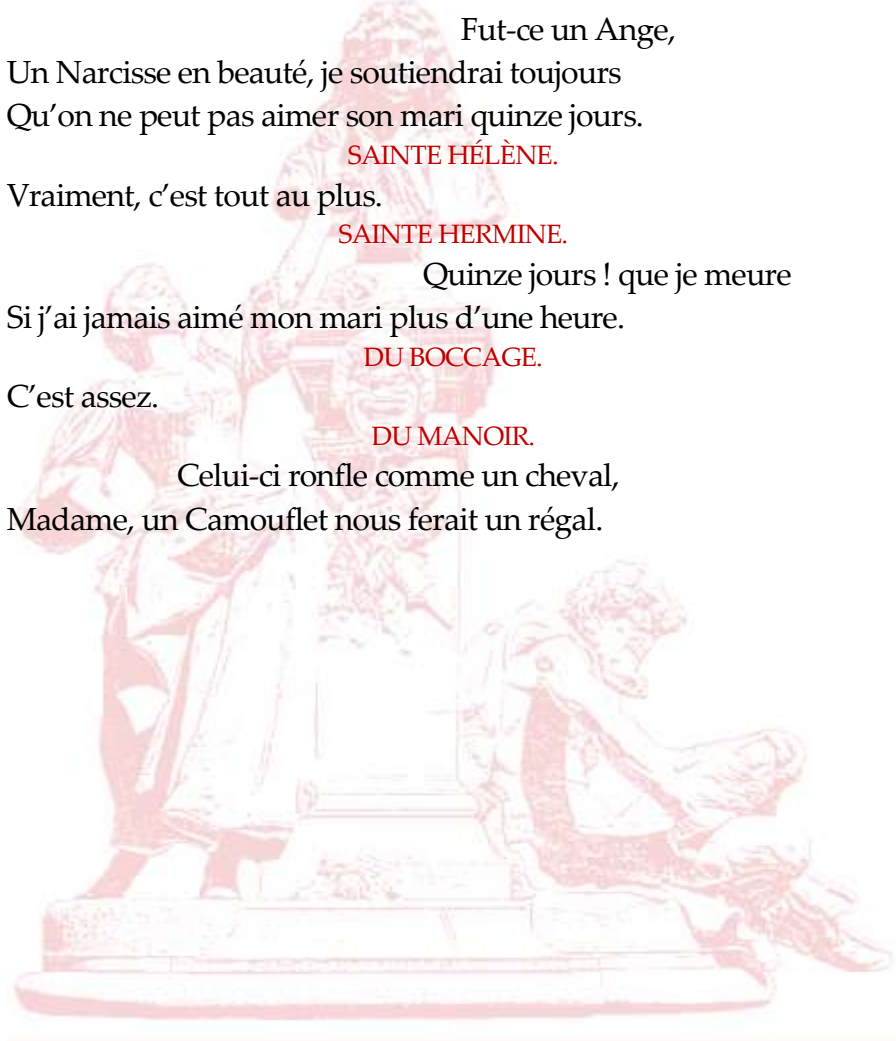 Fut-ce un Ange,
Un Narcisse en beauté, je soutiendrai toujours
Qu’on ne peut pas aimer son mari quinze jours.
SAINTE HÉLÈNE.
Vraiment, c’est tout au plus.
SAINTE HERMINE.
Quinze jours ! que je meure
Si j’ai jamais aimé mon mari plus d’une heure.
DU BOCCAGE.
C’est assez.
DU MANOIR.
Celui-ci ronfle comme un cheval,
Madame, un Camouflet nous ferait un régal.